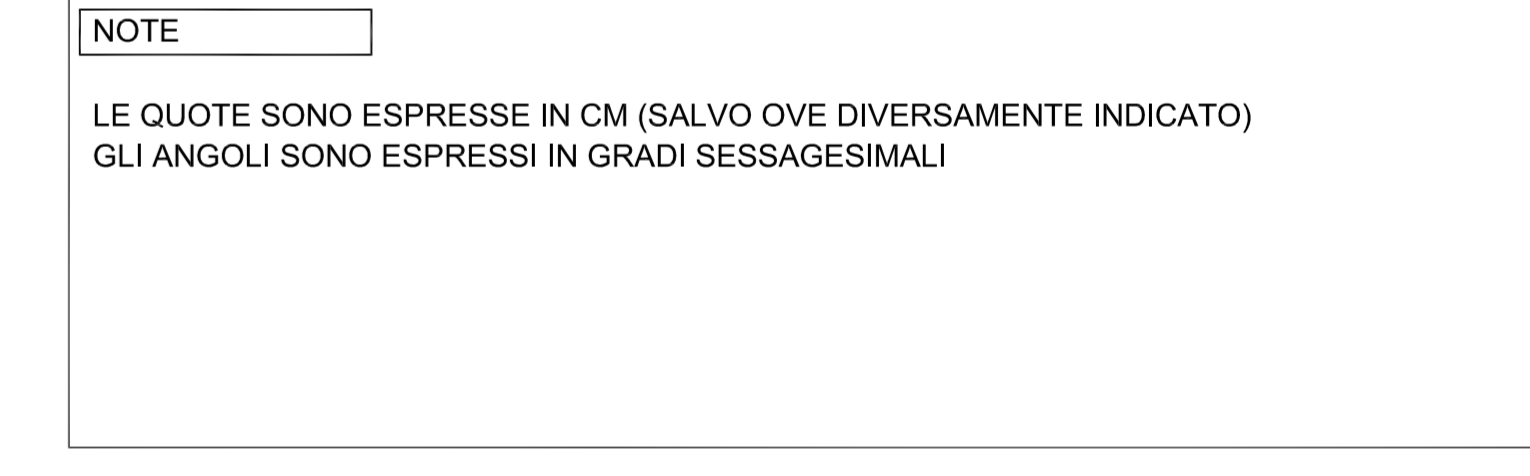 NOTE
LE QUOTE SONO ESPRESSE IN CM (SALVO OVE DIVERSAMENTE INDICATO)
GLI ANGOLI SONO ESPRESSI IN GRADI SESSAGESIMALI